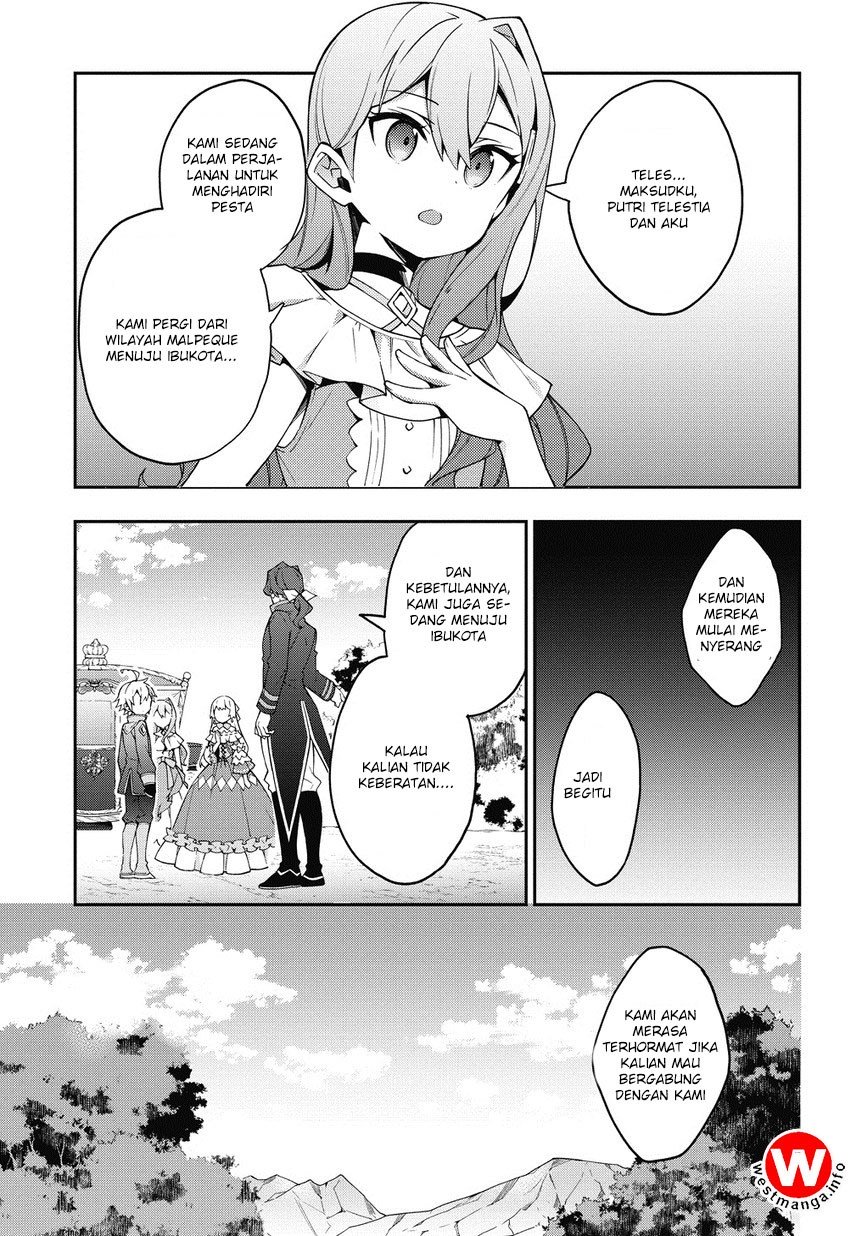 TELES...
MAKSUDKU,
PUTRI TELESTIA
DAN AKU
KAMI SEDANG
DALAM PERJA-
LANAN UNTUK
MENGHADIRI
PESTA
KAMI PERGI DARI
WILAYAH MALPEQUE
MENUJU IBUKOTA...
DAN
KEMUDIAN
MEREKA
MULAI ME-
NYERANG
JADI
BEGITU
DAN
KEBETULANNYA,
KAMI JUGA SE-
DANG MENUJU
IBUKOTA
KALAU
KALIAN TIDAK
KEBERATAN....
KAMI AKAN
MERASA
TERHORMAT JIKA
KALIAN MAU
BERGABUNG
DENGAN KAMI
W
westmanga.info